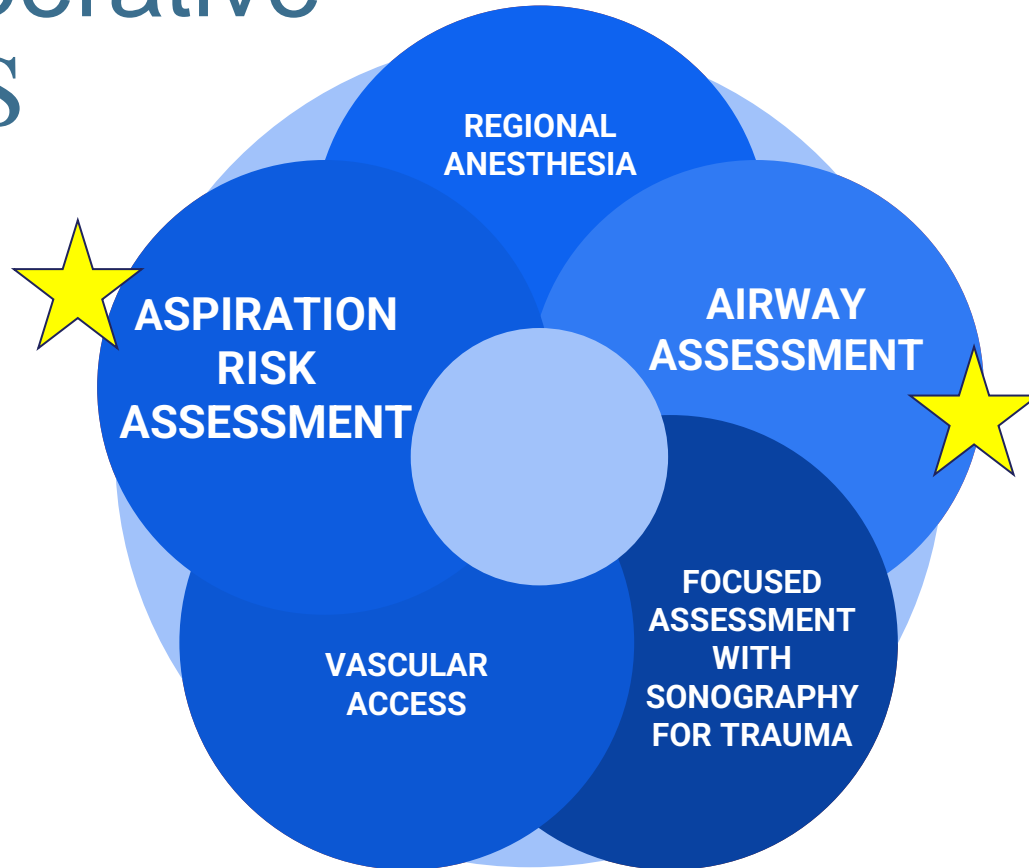 S
REGIONAL
ANESTHESIA
ASPIRATION
RISK
ASSESSMENT
AIRWAY
ASSESSMENT
FOCUSED
ASSESSMENT
WITH
SONOGRAPHY
FOR TRAUMA
VASCULAR
ACCESS